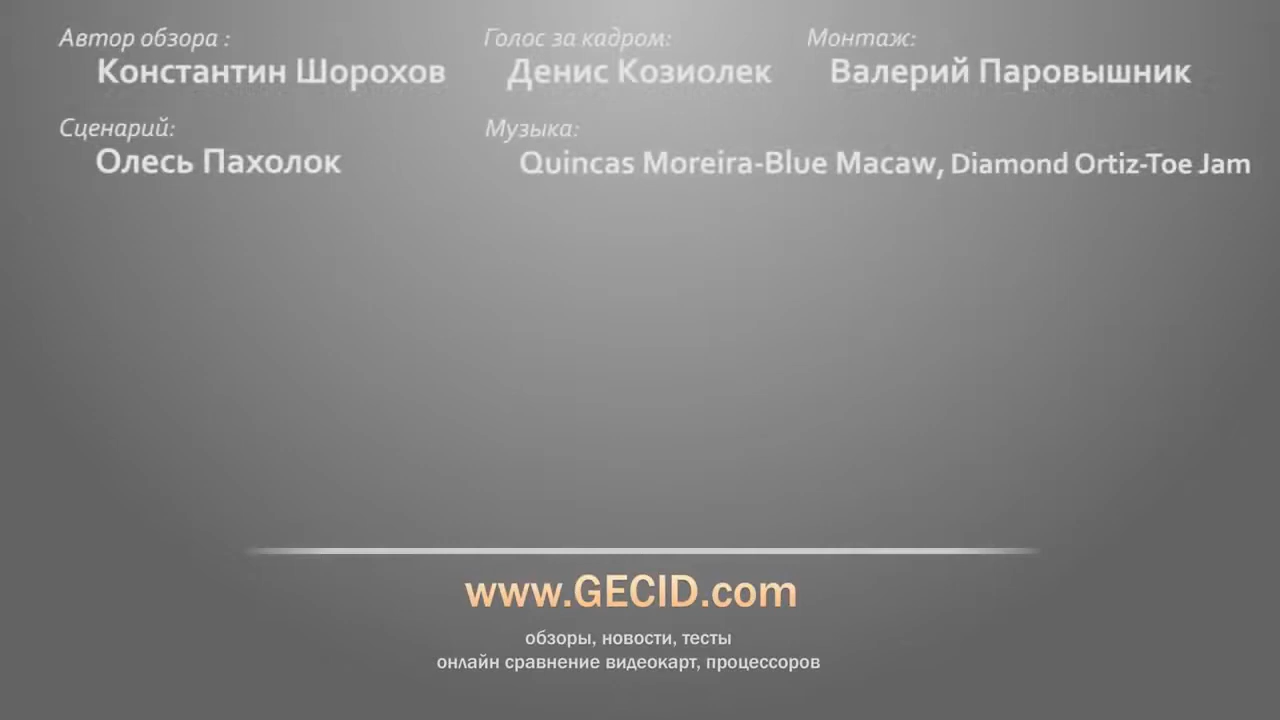 Автор обзора : Голос за кадром: Монтаж:
Константин Шорохов Денис Козиолек Валерий Паровышник
Сценарий: Музыка:
Олесь Пахолок Quincas Moreira-Blue Macaw, Diamond Ortiz-Toe Jam
www.GECID.com
обзоры, новости, тесты
онлайн сравнение видеокарт, процессоров